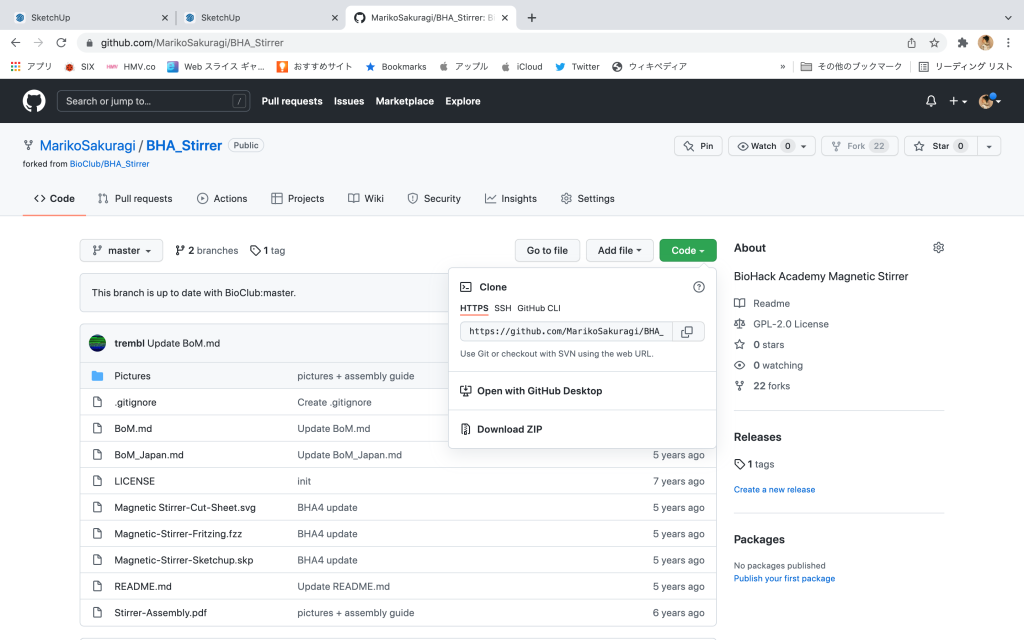 SketchUp
SketchUp
MarikoSakuragi/BHA_Stirrer: B
github.com/MarikoSakuragi/BHA_Stirrer
アプリ SIX HMV.co Web スライス ギャ... おすすめサイト Bookmarks アップル iCloud Twitter ウィキペディア » その他のブックマーク リーディング リスト
Search or jump to... / Pull requests Issues Marketplace Explore
MarikoSakuragi / BHA_Stirrer Public
Pin Watch 0 Fork 22 Star 0
forked from BioClub/BHA_Stirrer
Code Pull requests Actions Projects Wiki Security Insights Settings
master 2 branches 1 tag Go to file Add file Code
This branch is up to date with BioClub:master.
trembl Update BoM.md
Pictures pictures + assembly guide
.gitignore Create .gitignore
BoM.md Update BoM.md
BoM_Japan.md Update BoM_Japan.md 5 years ago
LICENSE init 7 years ago
Magnetic Stirrer-Cut-Sheet.svg BHA4 update 5 years ago
Magnetic-Stirrer-Fritzing.fzz BHA4 update 5 years ago
Magnetic-Stirrer-Sketchup.skp BHA4 update 5 years ago
README.md Update README.md 5 years ago
Stirrer-Assembly.pdf pictures + assembly guide 6 years ago
Clone
HTTPS SSH GitHub CLI
https://github.com/MarikoSakuragi/BHA_
Use Git or checkout with SVN using the web URL.
Open with GitHub Desktop
Download ZIP
About
BioHack Academy Magnetic Stirrer
Readme
GPL-2.0 License
0 stars
0 watching
22 forks
Releases
1 tags
Create a new release
Packages
No packages published
Publish your first package